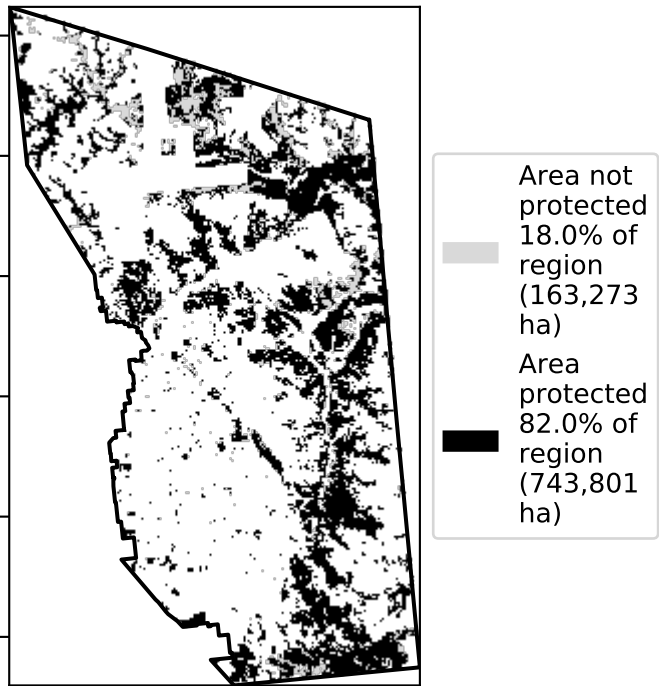 Area not
protected
18.0% of
region
(163,273
ha)
Area
protected
82.0% of
region
(743,801
ha)